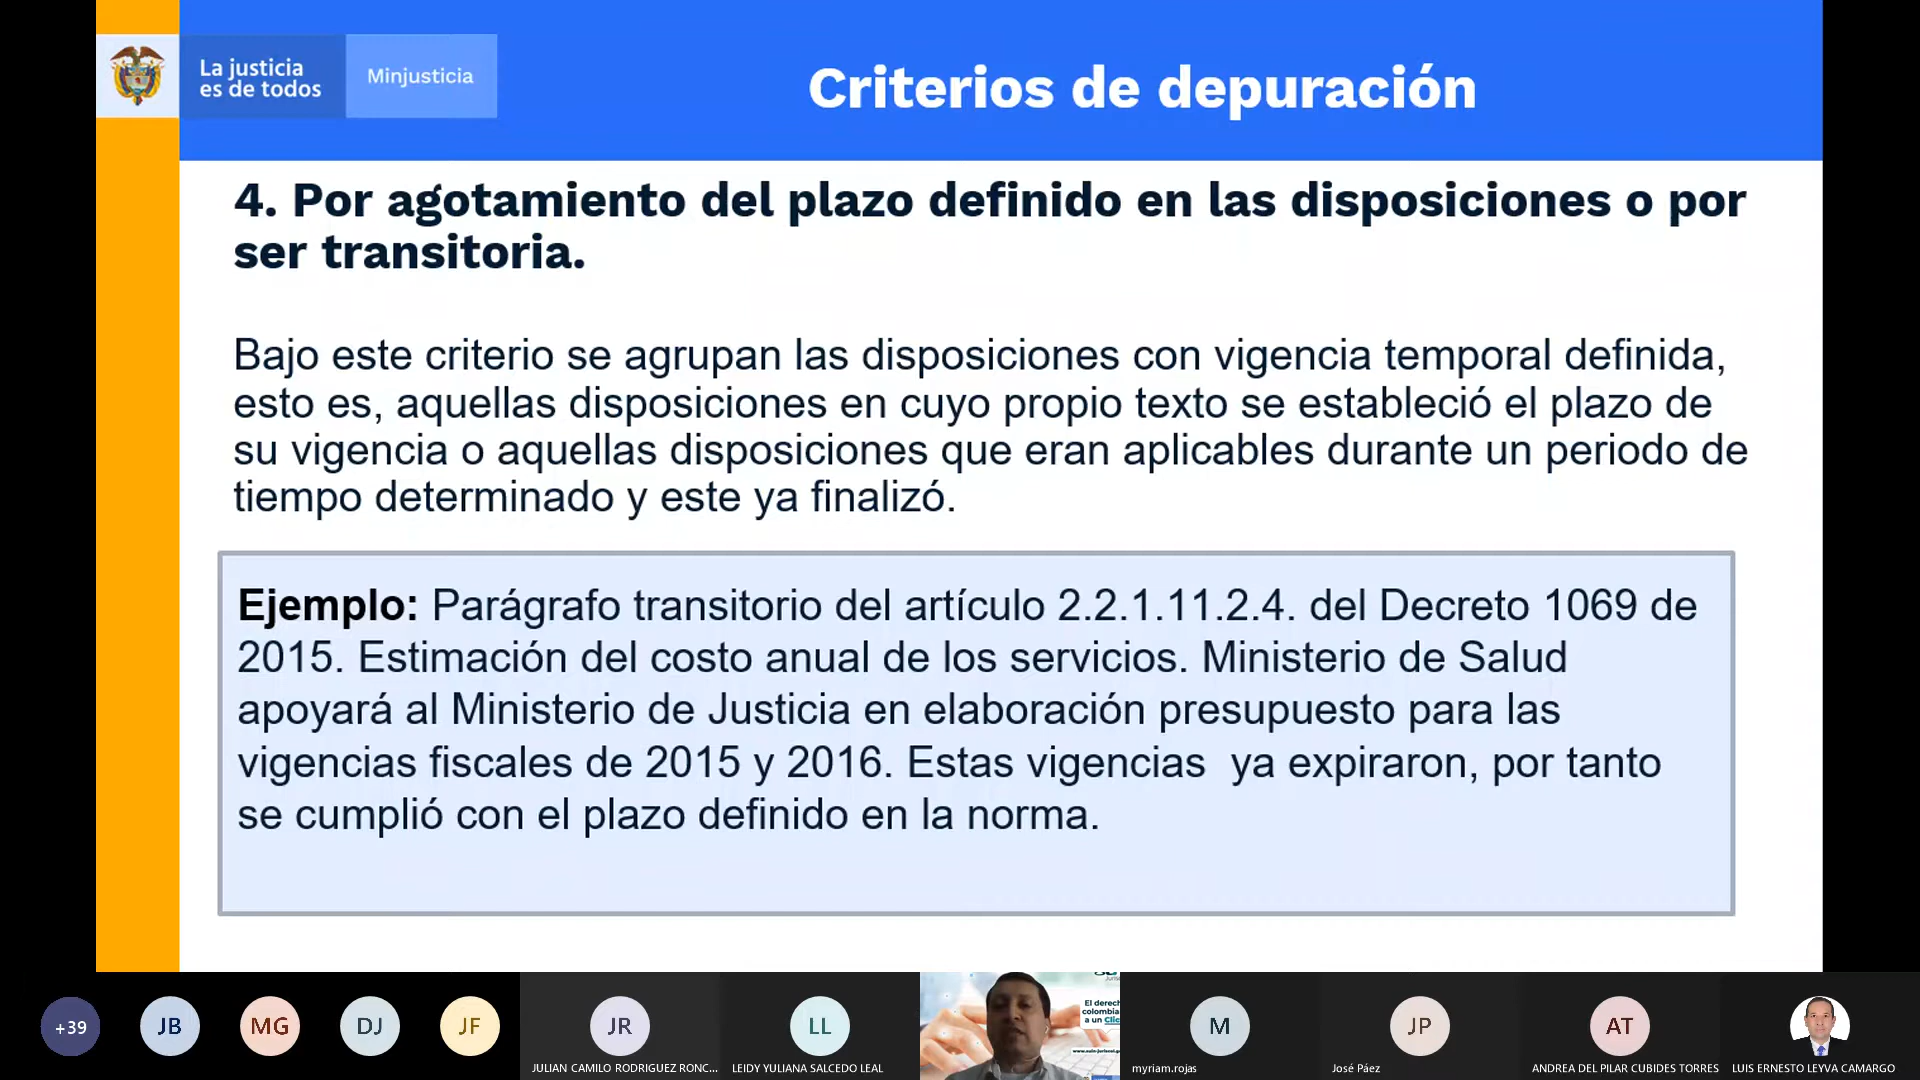 La justicia
es de todos
Minjusticia
Criterios de depuración
4. Por agotamiento del plazo definido en las disposiciones o por
ser transitoria.
Bajo este criterio se agrupan las disposiciones con vigencia temporal definida,
esto es, aquellas disposiciones en cuyo propio texto se estableció el plazo de
su vigencia o aquellas disposiciones que eran aplicables durante un periodo de
tiempo determinado y este ya finalizó.
Ejemplo: Parágrafo transitorio del artículo 2.2.1.11.2.4. del Decreto 1069 de
2015. Estimación del costo anual de los servicios. Ministerio de Salud
apoyará al Ministerio de Justicia en elaboración presupuesto para las
vigencias fiscales de 2015 y 2016. Estas vigencias  ya expiraron, por tanto
se cumplió con el plazo definido en la norma.
+39
JB
MG
DJ
JF
JR
JULIAN CAMILO RODRIGUEZ RONC...
LL
LEIDY YULIANA SALCEDO LEAL
El derech
colombia
a un Clic
M
myriam.rojas
JP
José Páez
AT
ANDREA DEL PILAR CUBIDES TORRES
LUIS ERNESTO LEYVA CAMARGO